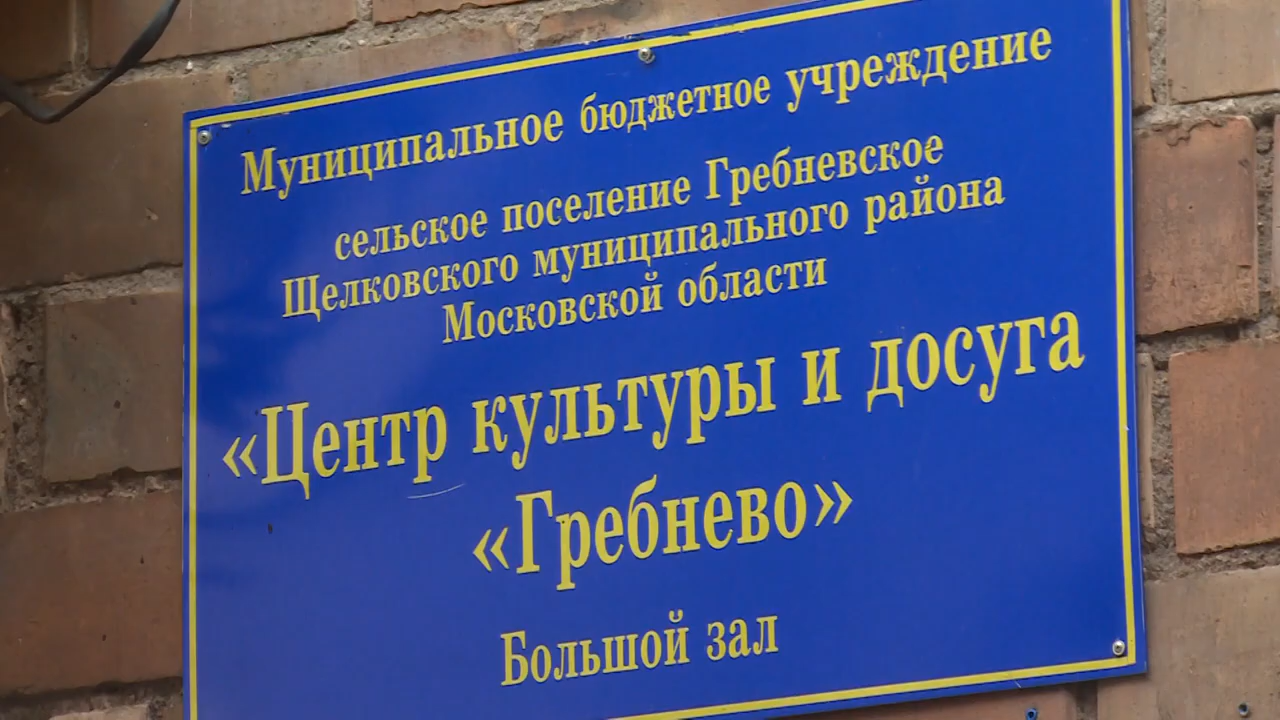 Муниципальное бюджетное учреждение
сельское поселение Гребневское
Щелковского муниципального района
Московской области
«Центр культуры и досуга
«Гребнево»
Большой зал